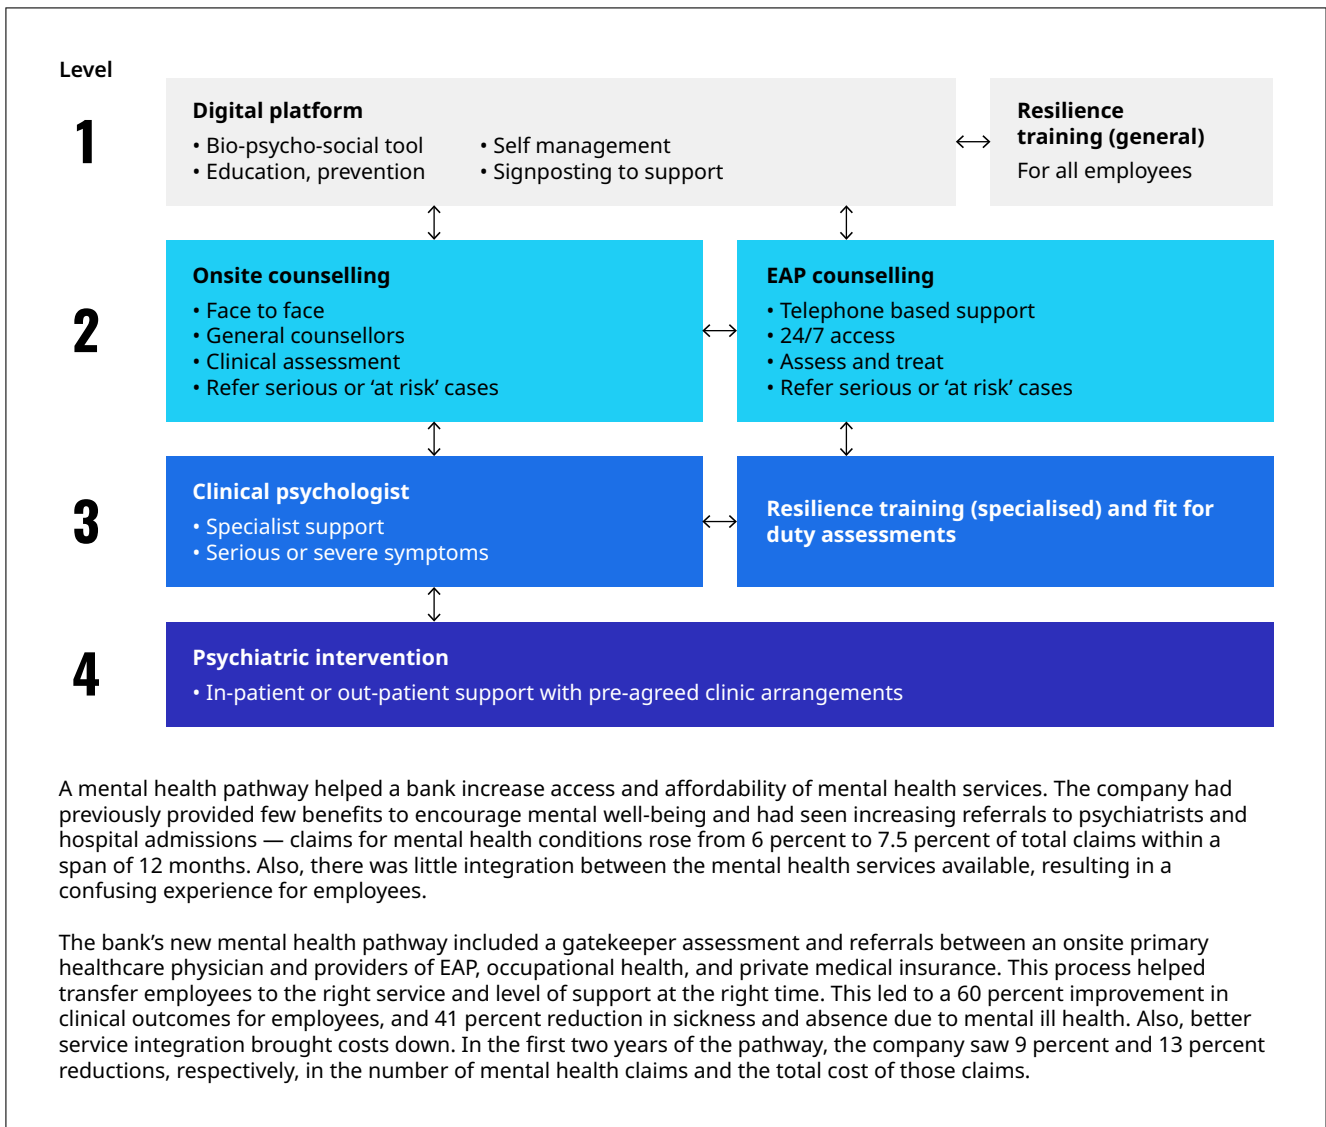 Level
1
Digital platform
• Bio-psycho-social tool
• Education, prevention
• Self management
• Signposting to support
Resilience
training (general)
For all employees
2
Onsite counselling
• Face to face
• General counsellors
• Clinical assessment
• Refer serious or ‘at risk’ cases
EAP counselling
• Telephone based support
• 24/7 access
• Assess and treat
• Refer serious or ‘at risk’ cases
3
Clinical psychologist
• Specialist support
• Serious or severe symptoms
Resilience training (specialised) and fit for
duty assessments
4
Psychiatric intervention
• In-patient or out-patient support with pre-agreed clinic arrangements
A mental health pathway helped a bank increase access and affordability of mental health services. The company had
previously provided few benefits to encourage mental well-being and had seen increasing referrals to psychiatrists and
hospital admissions — claims for mental health conditions rose from 6 percent to 7.5 percent of total claims within a
span of 12 months. Also, there was little integration between the mental health services available, resulting in a
confusing experience for employees.
The bank’s new mental health pathway included a gatekeeper assessment and referrals between an onsite primary
healthcare physician and providers of EAP, occupational health, and private medical insurance. This process helped
transfer employees to the right service and level of support at the right time. This led to a 60 percent improvement in
clinical outcomes for employees, and 41 percent reduction in sickness and absence due to mental ill health. Also, better
service integration brought costs down. In the first two years of the pathway, the company saw 9 percent and 13 percent
reductions, respectively, in the number of mental health claims and the total cost of those claims.